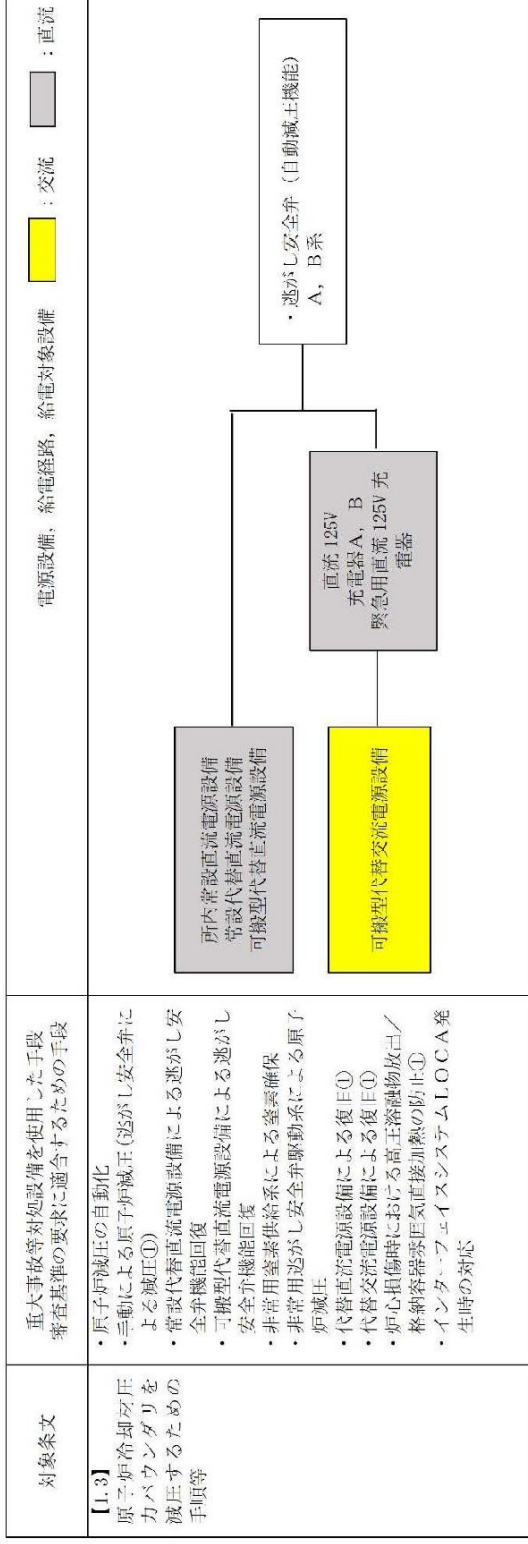 対象条文
重大事故等対処設備を使用した手段
審査基準の要求に適合するための手段
電源設備，給電経路，給電対象設備
：交流
：直流
【1.3】
原子炉冷却材圧
力バウンダリを
減圧するための
手順等
・原子炉減圧の自動化
・手動による原子炉減圧（逃がし安全弁に
よる減圧①）
・常設代替直流電源設備による逃がし安
全弁機能回復
・可搬型代替直流電源設備による逃がし
安全弁機能回復
・非常用窒素供給系による窒素確保
・非常用逃がし安全弁駆動系による原子
炉減圧
・代替直流電源設備による復旧①
・代替交流電源設備による復旧①
・炉心損傷時における高圧溶融物放出／
格納容器雰囲気直接加熱の防止①
・インターフェイスシステムＬＯＣＡ発
生時の対応
所内常設直流電源設備
常設代替直流電源設備
可搬型代替直流電源設備
可搬型代替交流電源設備
直流 125V
充電器Ａ，Ｂ
緊急用直流 125V 充
電器
・逃がし安全弁（自動減圧機能）
Ａ，Ｂ系